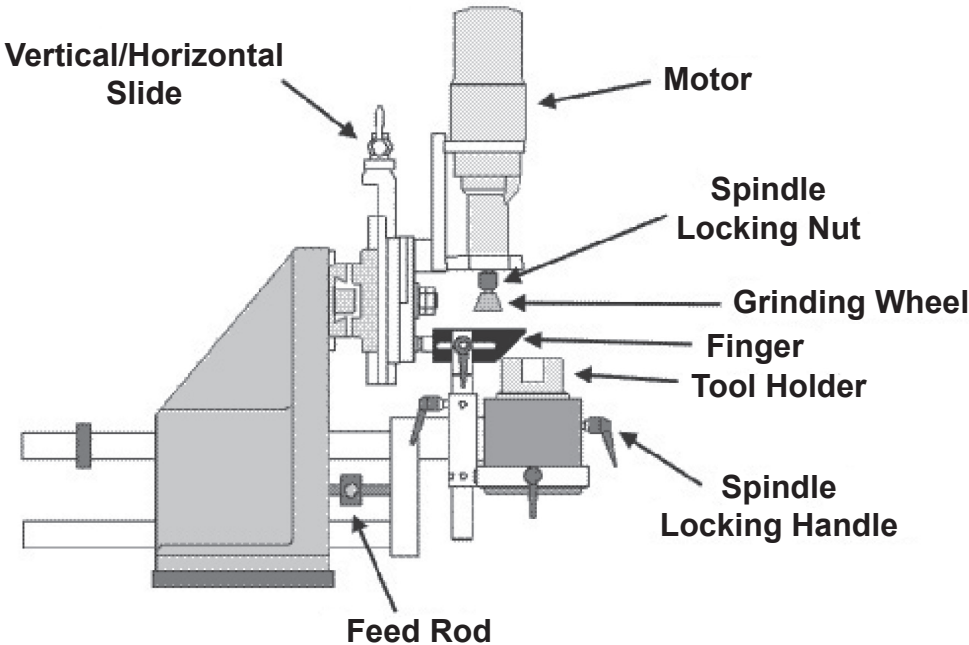 Vertical/Horizontal
Slide
Motor
Spindle
Locking Nut
Grinding Wheel
Finger
Tool Holder
Spindle
Locking Handle
Feed Rod